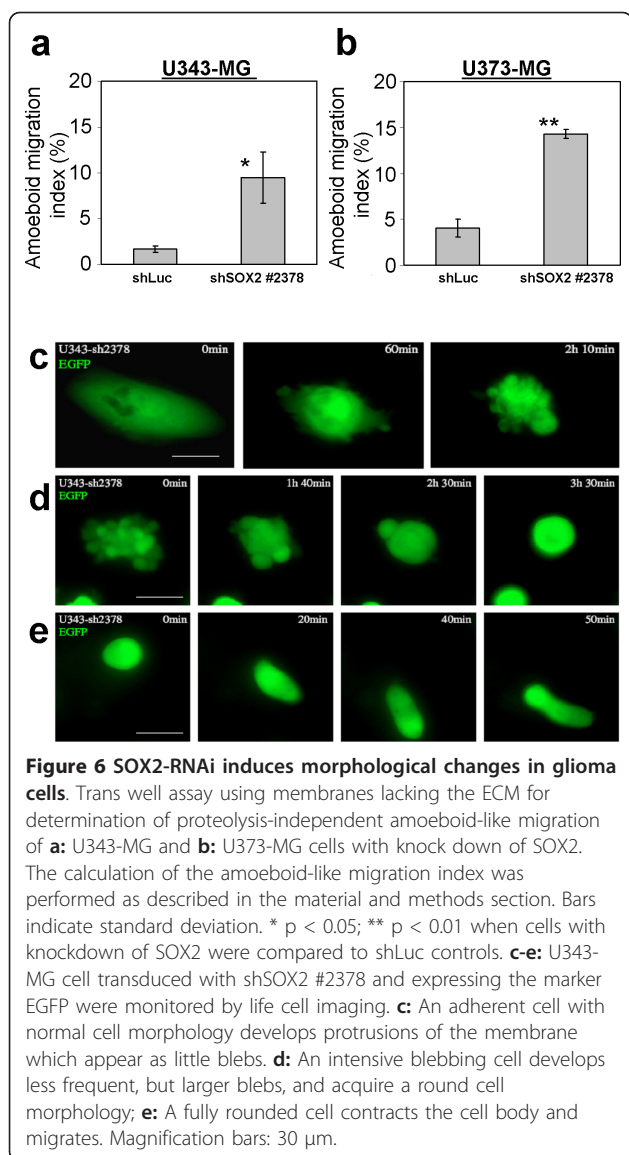 a
b
U343-MG
U373-MG
Amoeboid migration index (%)
20
15
10
5
0
*
shLuc
shSOX2 #2378
Amoeboid migration index (%)
20
15
10
5
0
**
shLuc
shSOX2 #2378
c
U343-sh2378
EGFP
0min
60min
2h 10min
d
U343-sh2378
EGFP
0min
1h 40min
2h 30min
3h 30min
e
U343-sh2378
EGFP
0min
20min
40min
50min
Figure 6 SOX2-RNAi induces morphological changes in glioma
cells. Trans well assay using membranes lacking the ECM for
determination of proteolysis-independent amoeboid-like migration
of a: U343-MG and b: U373-MG cells with knock down of SOX2.
The calculation of the amoeboid-like migration index was
performed as described in the material and methods section. Bars
indicate standard deviation. * p < 0.05; ** p < 0.01 when cells with
knockdown of SOX2 were compared to shLuc controls. c-e: U343-
MG cell transduced with shSOX2 #2378 and expressing the marker
EGFP were monitored by life cell imaging. c: An adherent cell with
normal cell morphology develops protrusions of the membrane
which appear as little blebs. d: An intensive blebbing cell develops
less frequent, but larger blebs, and acquire a round cell
morphology; e: A fully rounded cell contracts the cell body and
migrates. Magnification bars: 30 μm.